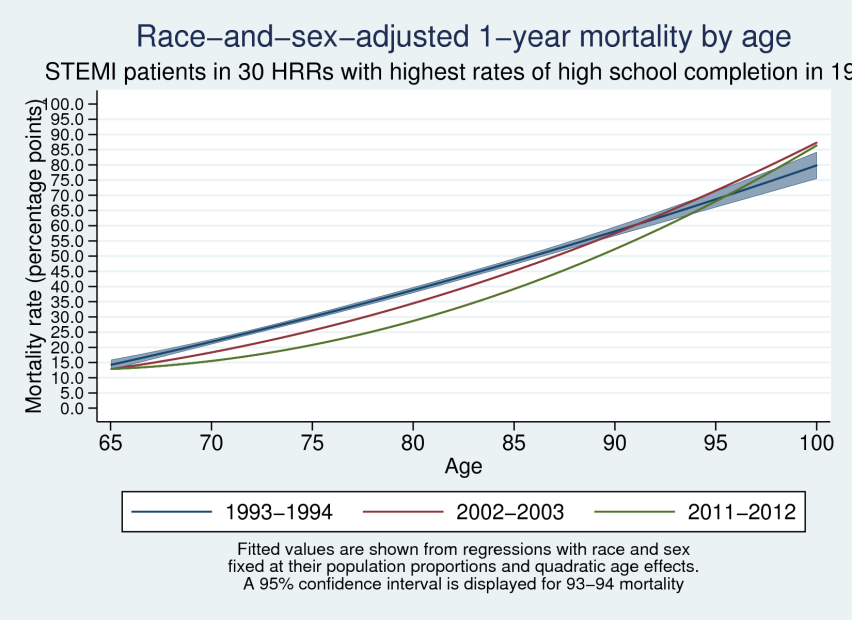 Race−and−sex−adjusted 1−year mortality by age
STEMI patients in 30 HRRs with highest rates of high school completion in 19
Mortality rate (percentage points)
100.0
95.0
90.0
85.0
80.0
75.0
70.0
65.0
60.0
55.0
50.0
45.0
40.0
35.0
30.0
25.0
20.0
15.0
10.0
5.0
0.0
65 70 75 80 85 90 95 100
Age
1993−1994 2002−2003 2011−2012
Fitted values are shown from regressions with race and sex
fixed at their population proportions and quadratic age effects.
A 95% confidence interval is displayed for 93−94 mortality